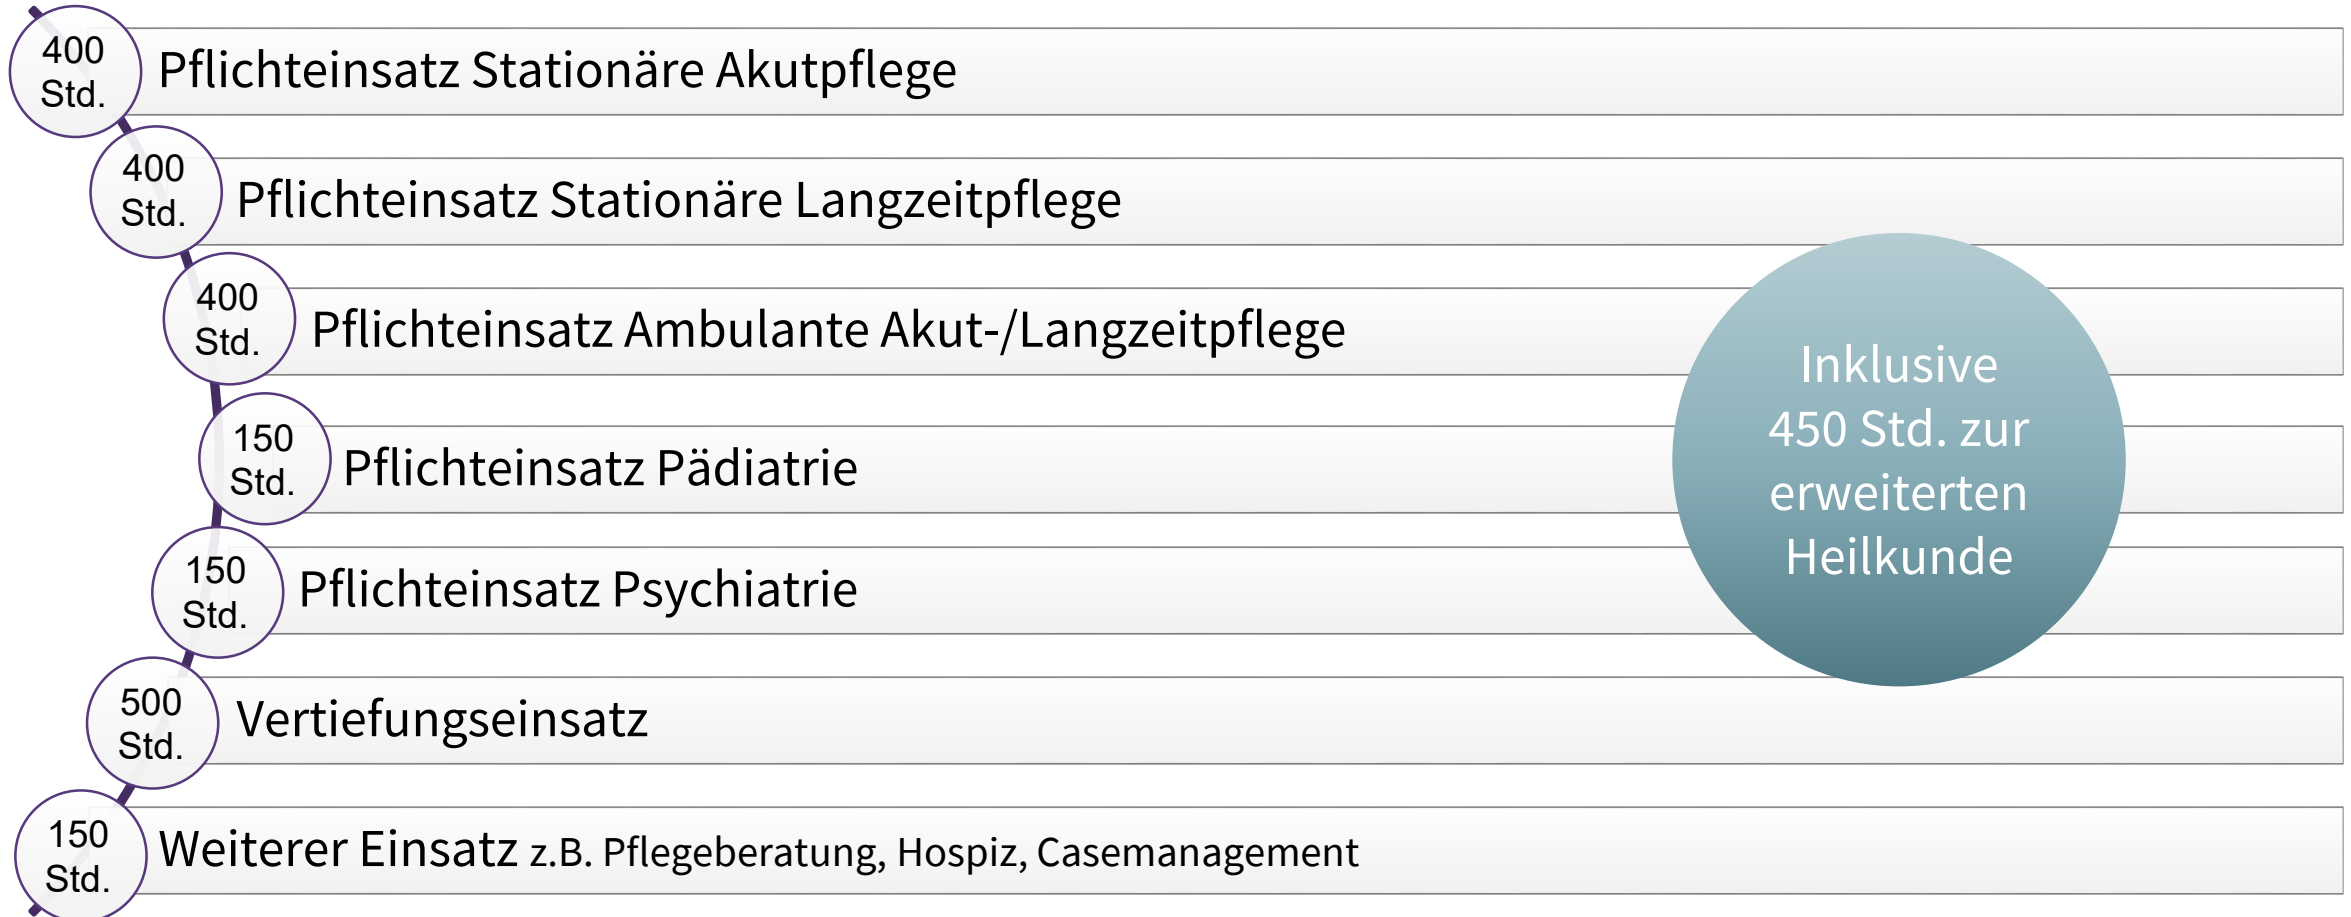 400
Std.
Pflichteinsatz Stationäre Akutpflege
400
Std.
Pflichteinsatz Stationäre Langzeitpflege
400
Std.
Pflichteinsatz Ambulante Akut-/Langzeitpflege
150
Std.
Pflichteinsatz Pädiatrie
150
Std.
Pflichteinsatz Psychiatrie
500
Std.
Vertiefungseinsatz
150
Std.
Weiterer Einsatz z.B. Pflegeberatung, Hospiz, Casemanagement
Inklusive
450 Std. zur
erweiterten
Heilkunde